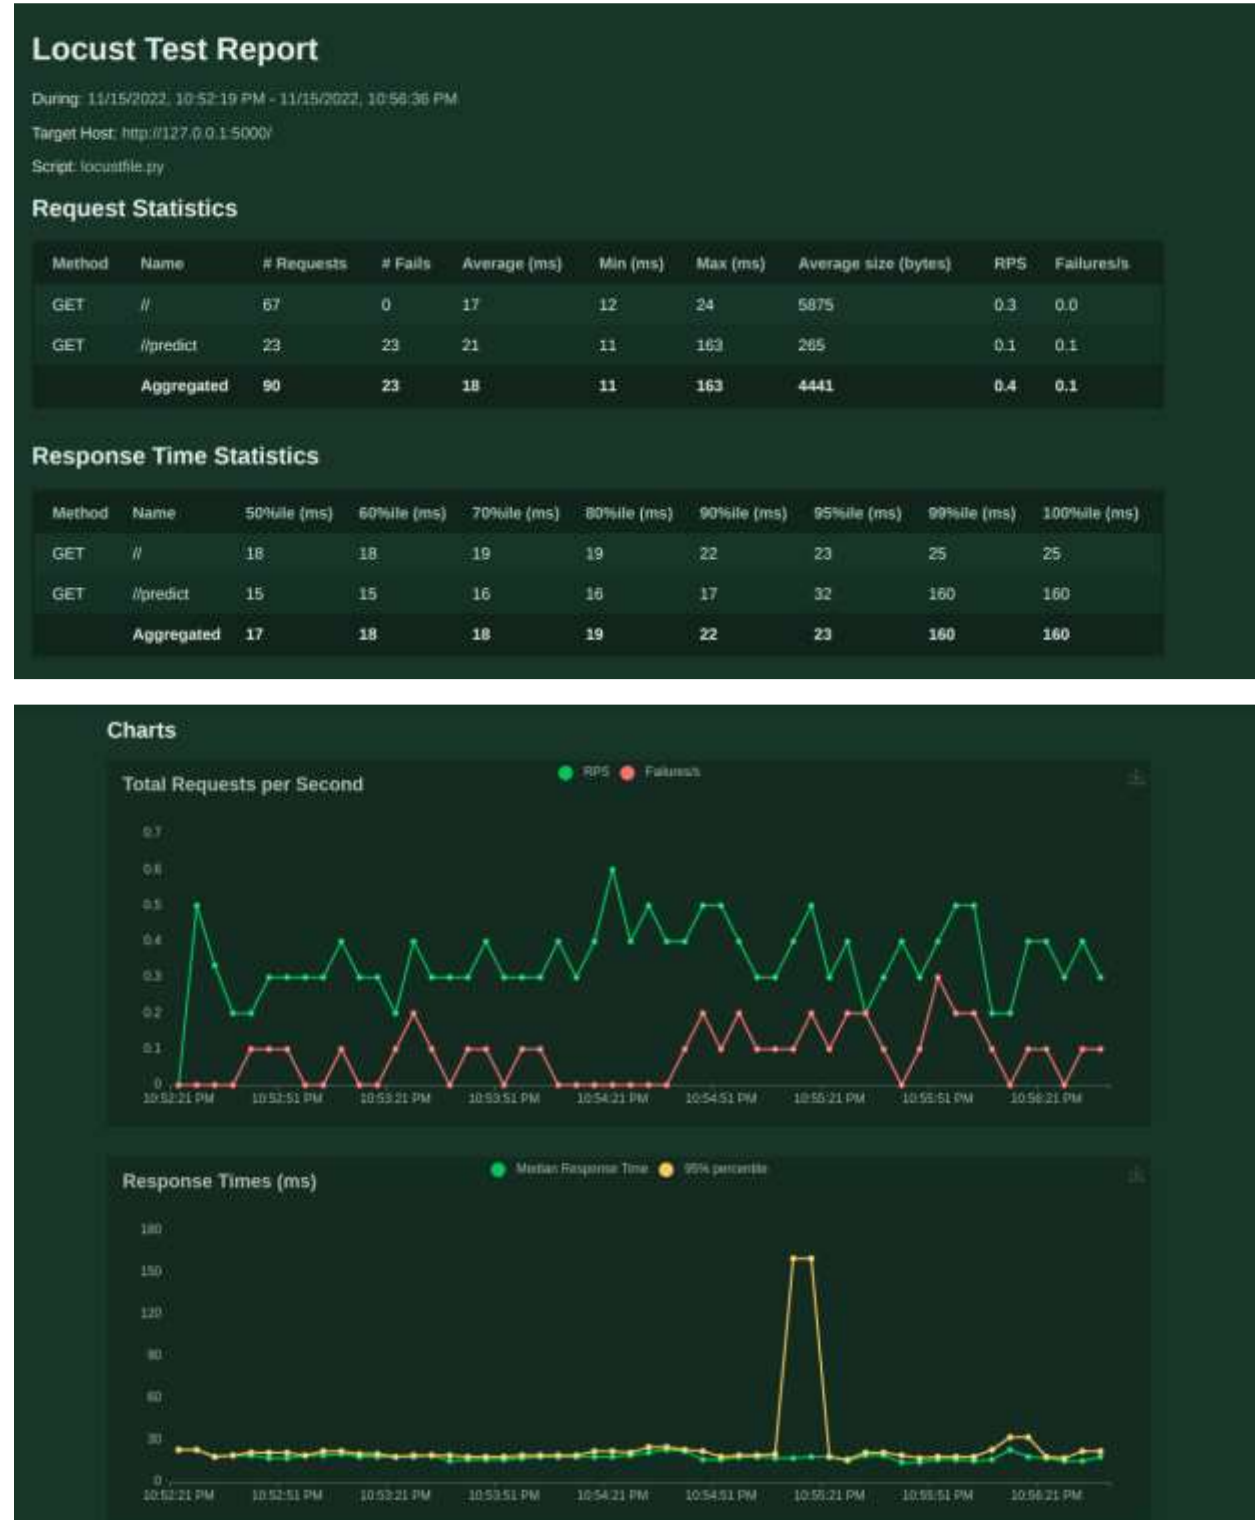 Locust Test Report
During: 11/15/2022, 10:52:19 PM - 11/15/2022, 10:56:36 PM
Target Host: http://127.0.0.1:5000/
Script: locustfile.py
Request Statistics
Method Name # Requests # Fails Average (ms) Min (ms) Max (ms) Average size (bytes) RPS Failures/s
GET // 67 0 17 12 24 5875 0.3 0.0
GET //predict 23 23 21 11 163 265 0.1 0.1
Aggregated 90 23 18 11 163 4441 0.4 0.1
Response Time Statistics
Method Name 50%ile (ms) 60%ile (ms) 70%ile (ms) 80%ile (ms) 90%ile (ms) 95%ile (ms) 99%ile (ms) 100%ile (ms)
GET // 18 18 19 19 22 23 25 25
GET //predict 15 15 16 16 17 32 160 160
Aggregated 17 18 18 19 22 23 160 160
Charts
Total Requests per Second
RPS Failures/s
0.7
0.6
0.5
0.4
0.3
0.2
0.1
0
10:52:21 PM 10:52:51 PM 10:53:21 PM 10:53:51 PM 10:54:21 PM 10:54:51 PM 10:55:21 PM 10:55:51 PM 10:56:21 PM
Response Times (ms)
Median Response Time 95% percentile
180
150
120
90
60
30
0
10:52:21 PM 10:52:51 PM 10:53:21 PM 10:53:51 PM 10:54:21 PM 10:54:51 PM 10:55:21 PM 10:55:51 PM 10:56:21 PM